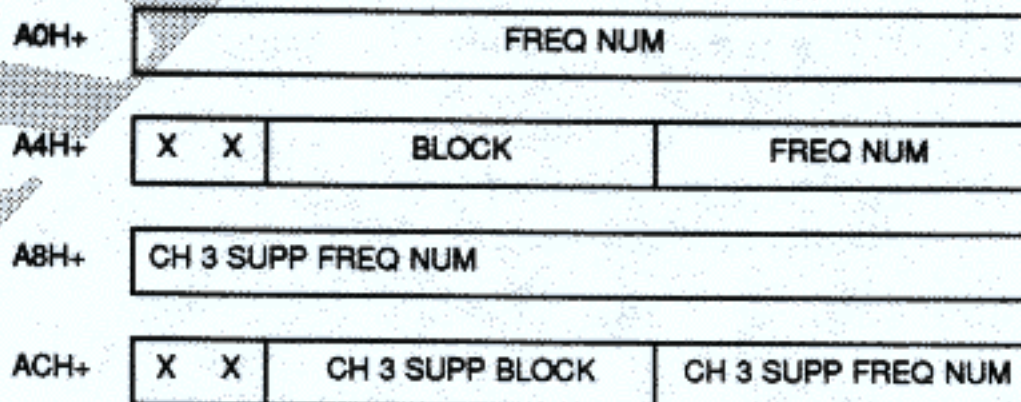 A0H+ FREQ NUM
A4H+ X X BLOCK FREQ NUM
A8H+ CH 3 SUPP FREQ NUM
ACH+ X X CH 3 SUPP BLOCK CH 3 SUPP FREQ NUM